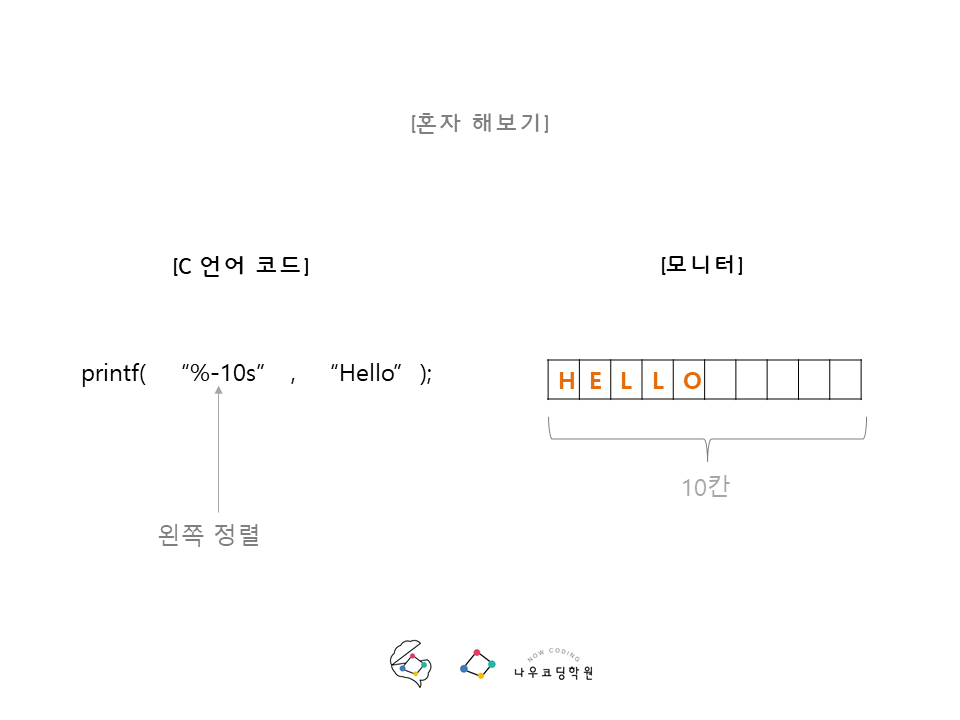 [혼자 해보기]
[C 언어 코드]
[모니터]
printf( “%-10s” , “Hello” );
H E L L O
10칸
왼쪽 정렬
NOW CODING
나우코딩학원